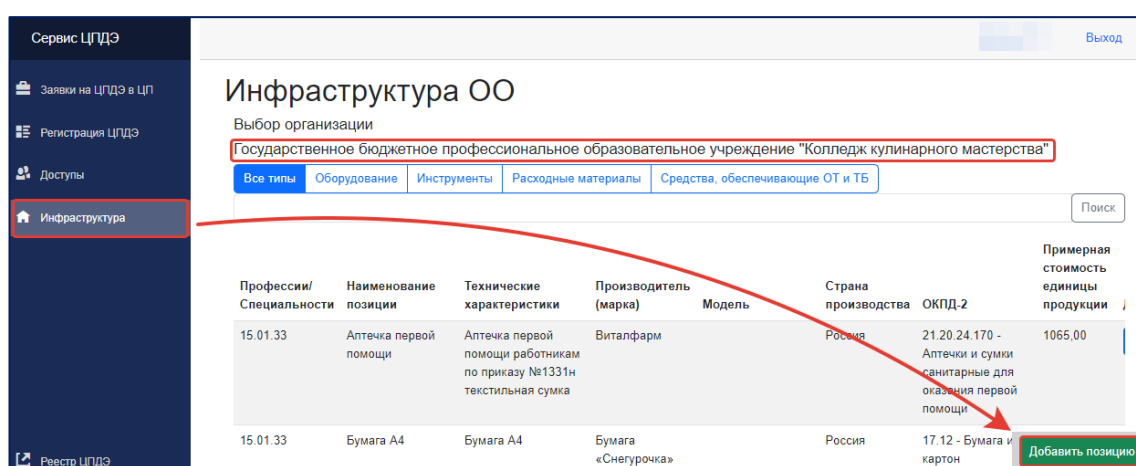 Сервис ЦПДЭ
Выход
Заявки на ЦПДЭ в ЦП
Регистрация ЦПДЭ
Доступы
Инфраструктура
Реестр ЦПДЭ
Инфраструктура ОО
Выбор организации
Государственное бюджетное профессиональное образовательное учреждение "Колледж кулинарного мастерства"
Все типы Оборудование Инструменты Расходные материалы Средства, обеспечивающие ОТ и ТБ
Поиск
Профессии/ Специальности Наименование позиции Технические характеристики Производитель (марка) Модель Страна производства ОКПД-2 Примерная стоимость единицы продукции
15.01.33 Аптечка первой помощи Аптечка первой помощи работникам по приказу №1331н текстильная сумка Виталфарм Россия 21.20.24.170 - Аптечки и сумки санитарные для оказания первой помощи 1065,00
15.01.33 Бумага А4 Бумага А4 Бумага «Снегурочка» Россия 17.12 - Бумага и картон
Добавить позицию